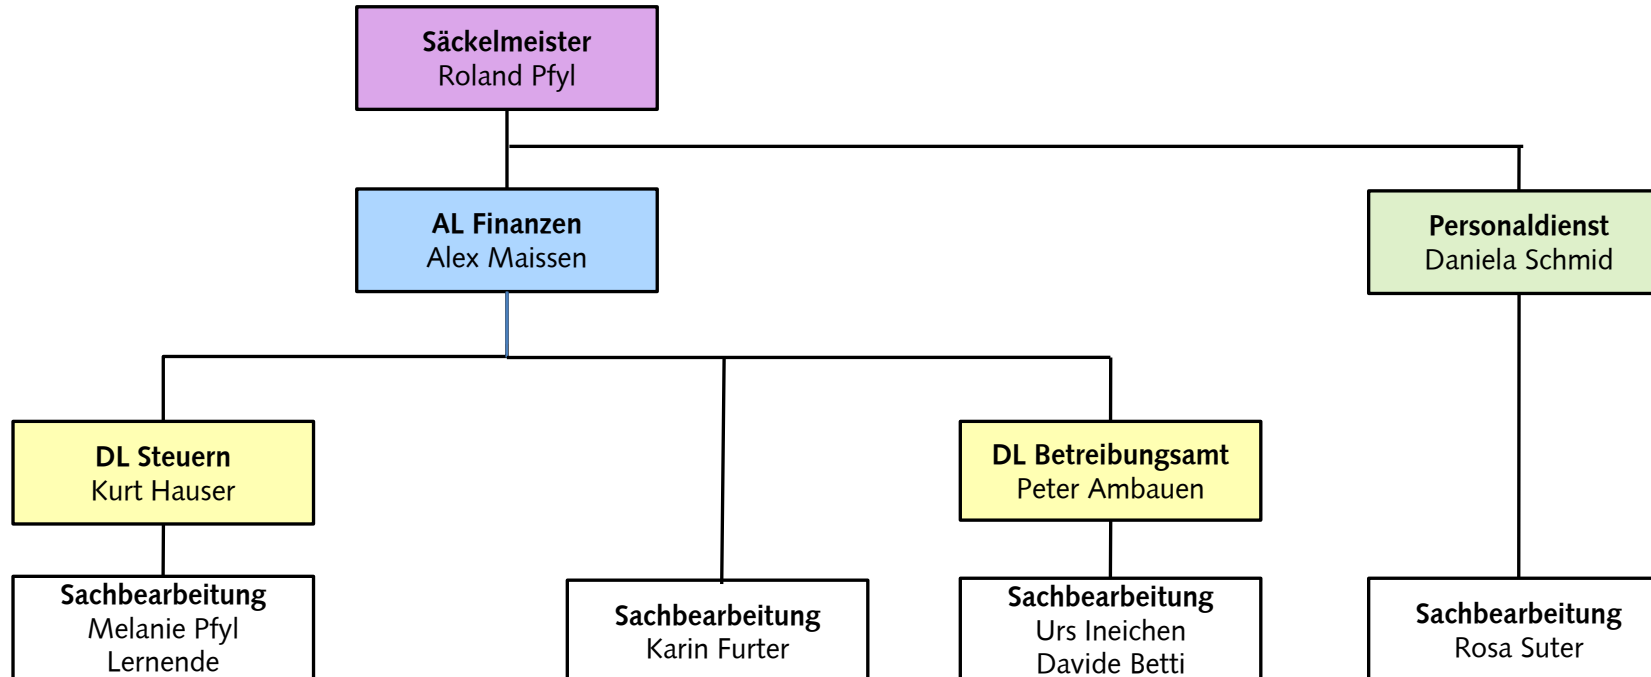 Säckelmeister
Roland Pfyl
AL Finanzen
Alex Maissen
Personaldienst
Daniela Schmid
DL Steuern
Kurt Hauser
DL Betreibungsamt
Peter Ambauen
Sachbearbeitung
Melanie Pfyl
Lernende
Sachbearbeitung
Karin Furter
Sachbearbeitung
Urs Ineichen
Davide Betti
Sachbearbeitung
Rosa Suter